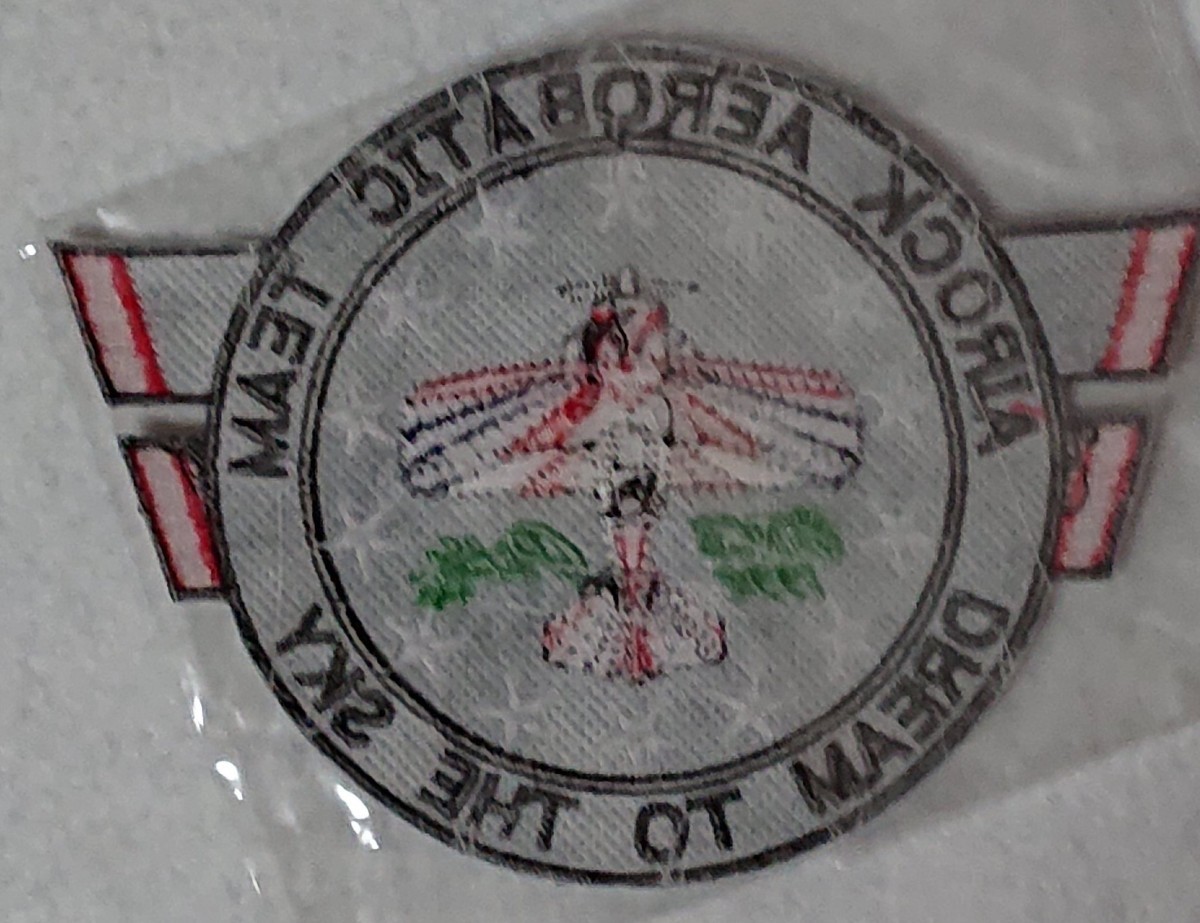 AIROCK AEROBATIC TEAM
DREAM TO THE SKY